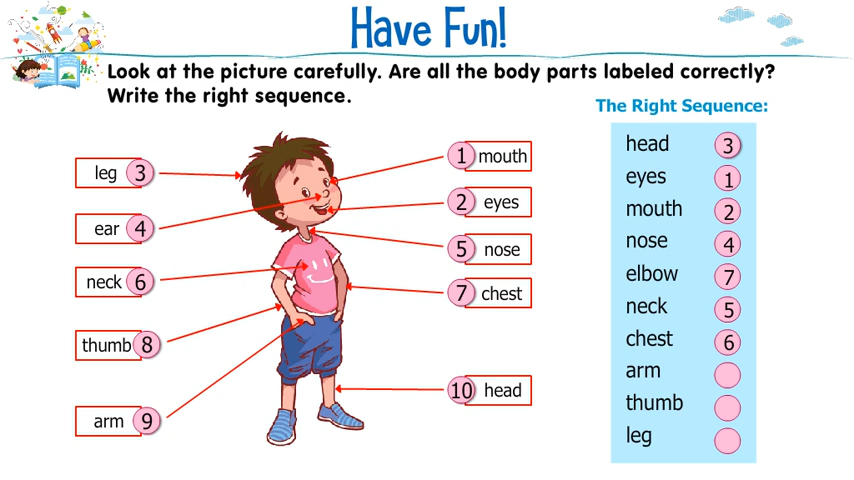 Have Fun!
Look at the picture carefully. Are all the body parts labeled correctly?
Write the right sequence.
The Right Sequence:
leg 3
ear 4
neck 6
thumb 8
arm 9
1 mouth
2 eyes
5 nose
7 chest
10 head
head 3
eyes 1
mouth 2
nose 4
elbow 7
neck 5
chest 6
arm
thumb
leg